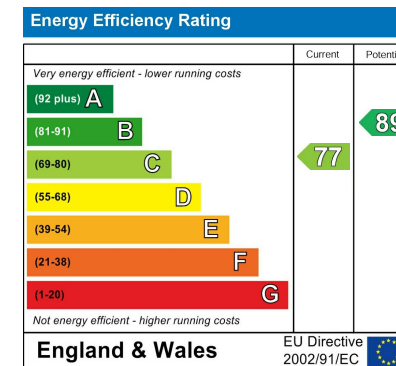 Energy Efficiency Rating
Current Potenti
Very energy efficient - lower running costs
(92 plus) A
(81-91) B
89
(69-80) C
77
(55-68) D
(39-54) E
(21-38) F
(1-20) G
Not energy efficient - higher running costs
England & Wales
EU Directive
2002/91/EC